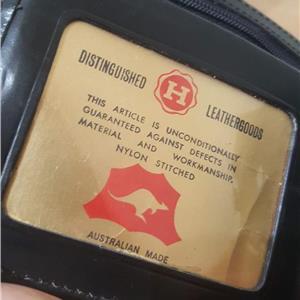 DISTINGUISHED H LEATHERGOODS
THIS ARTICLE IS UNCONDITIONALLY
GUARANTEED AGAINST DEFECTS IN
MATERIAL AND WORKMANSHIP.
NYLON STITCHED
AUSTRALIAN MADE